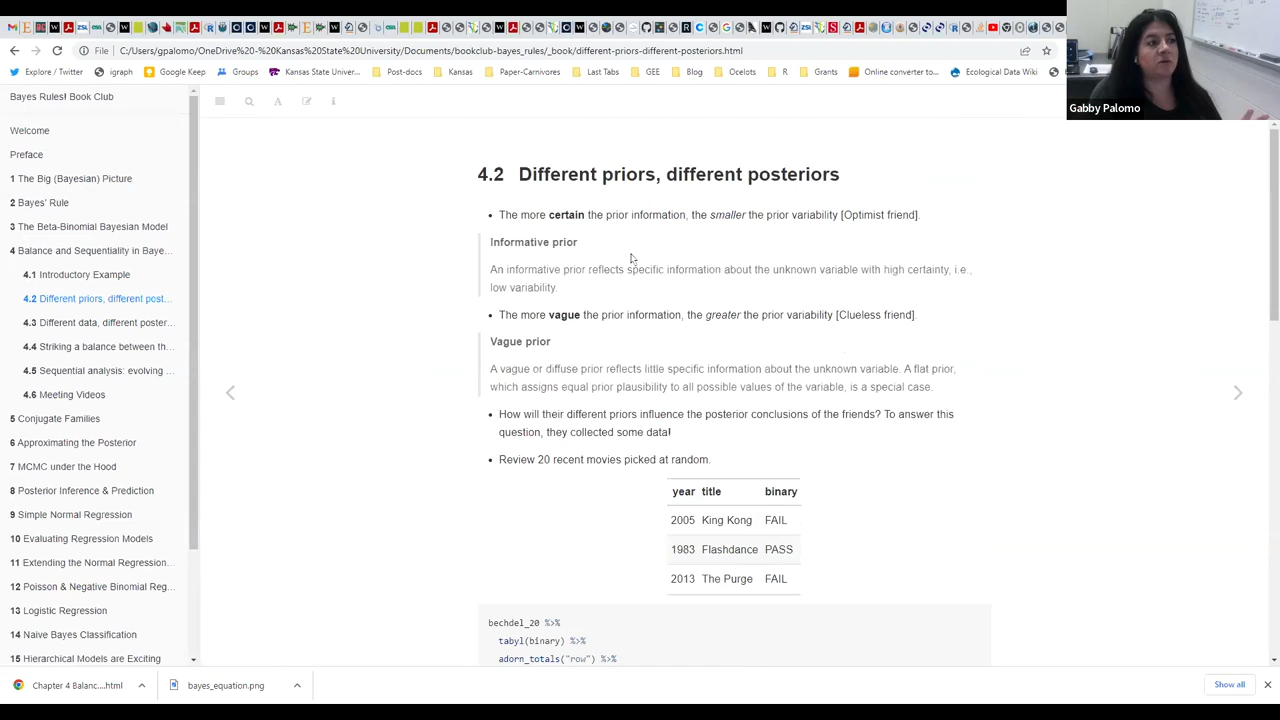 File
C:/Users/gpalomo/OneDrive%20-%20Kansas%20State%20University/Documents/bookclub-bayes_rules/_book/different-priors-different-posteriors.html
Explore / Twitter
igraph
Google Keep
Groups
Kansas State Univer...
Post-docs
Kansas
Paper-Carnivores
Last Tabs
GEE
Blog
Ocelots
R
Grants
Online converter to...
Ecological Data Wiki
Gabby Palomo
Bayes Rules! Book Club
Welcome
Preface
1 The Big (Bayesian) Picture
2 Bayes' Rule
3 The Beta-Binomial Bayesian Model
4 Balance and Sequentiality in Baye...
4.1 Introductory Example
4.2 Different priors, different post...
4.3 Different data, different poster...
4.4 Striking a balance between th...
4.5 Sequential analysis: evolving ...
4.6 Meeting Videos
5 Conjugate Families
6 Approximating the Posterior
7 MCMC under the Hood
8 Posterior Inference & Prediction
9 Simple Normal Regression
10 Evaluating Regression Models
11 Extending the Normal Regression...
12 Poisson & Negative Binomial Reg...
13 Logistic Regression
14 Naive Bayes Classification
15 Hierarchical Models are Exciting
4.2 Different priors, different posteriors
• The more certain the prior information, the smaller the prior variability [Optimist friend].
Informative prior
An informative prior reflects specific information about the unknown variable with high certainty, i.e.,
low variability.
• The more vague the prior information, the greater the prior variability [Clueless friend].
Vague prior
A vague or diffuse prior reflects little specific information about the unknown variable. A flat prior,
which assigns equal prior plausibility to all possible values of the variable, is a special case.
• How will their different priors influence the posterior conclusions of the friends? To answer this
question, they collected some data!
• Review 20 recent movies picked at random.
year title binary
2005 King Kong FAIL
1983 Flashdance PASS
2013 The Purge FAIL
bechdel_20 %>%
tabyl(binary) %>%
adorn_totals("row") %>%
Chapter 4 Balanc....html
bayes_equation.png
Show all